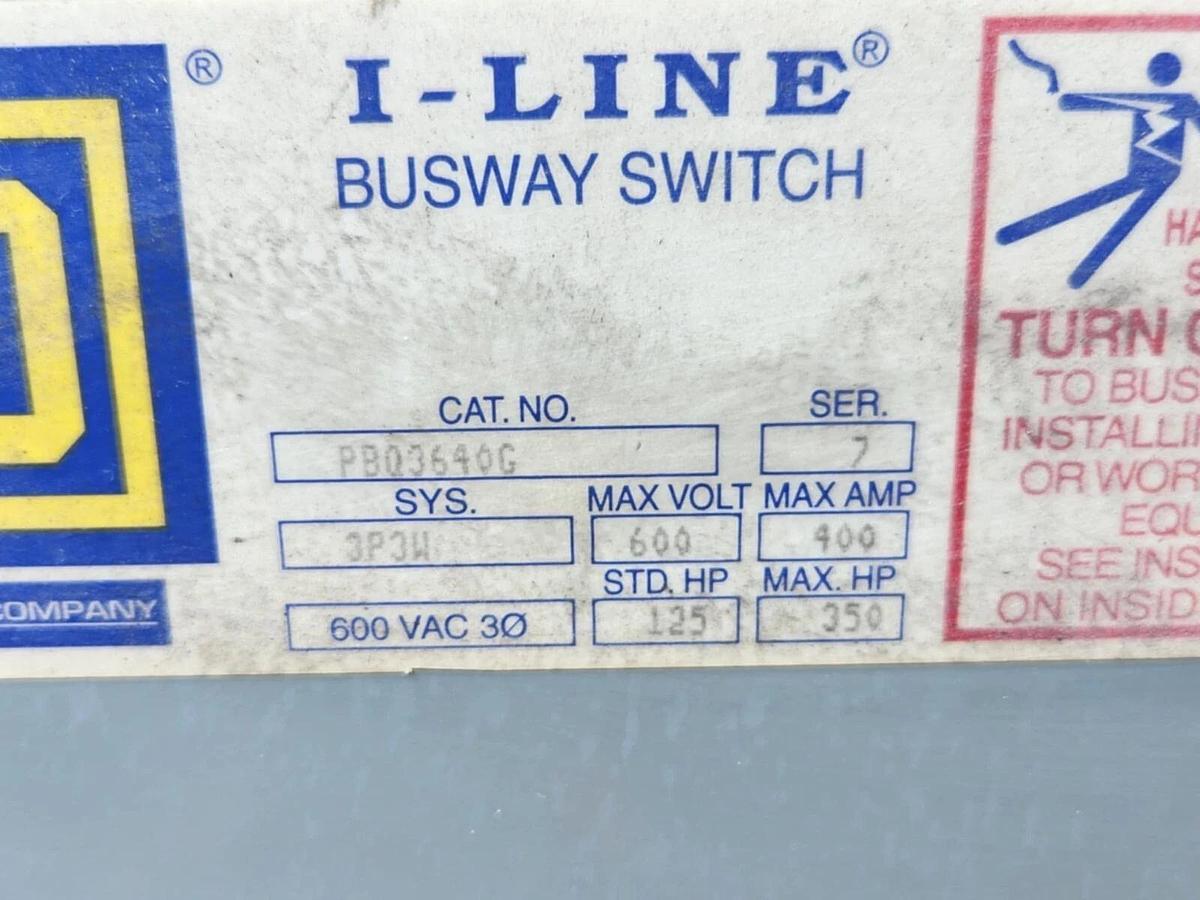 ®
I-LINE®
BUSWAY SWITCH
CAT. NO. SER.
PBQ3640G 7
SYS. MAX VOLT MAX AMP
3P3W 600 400
STD. HP MAX. HP
600 VAC 3Ø 125 350
D
COMPANY
HA
S
TURN O
TO BUS
INSTALLI
OR WOR
EQU
SEE INS
ON INSID